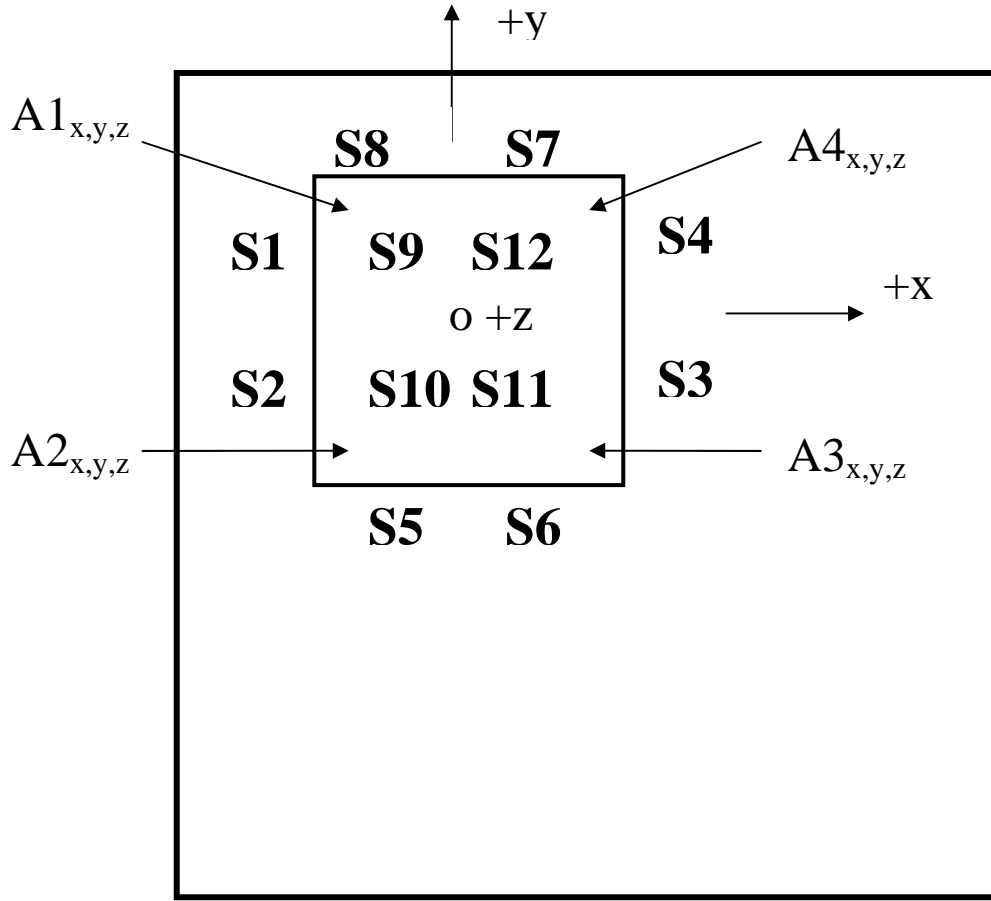 +y
A1x,y,z
S8 S7
A4x,y,z
S1 S9 S12 S4
+x
o +z
S2 S10 S11 S3
A2x,y,z
A3x,y,z
S5 S6